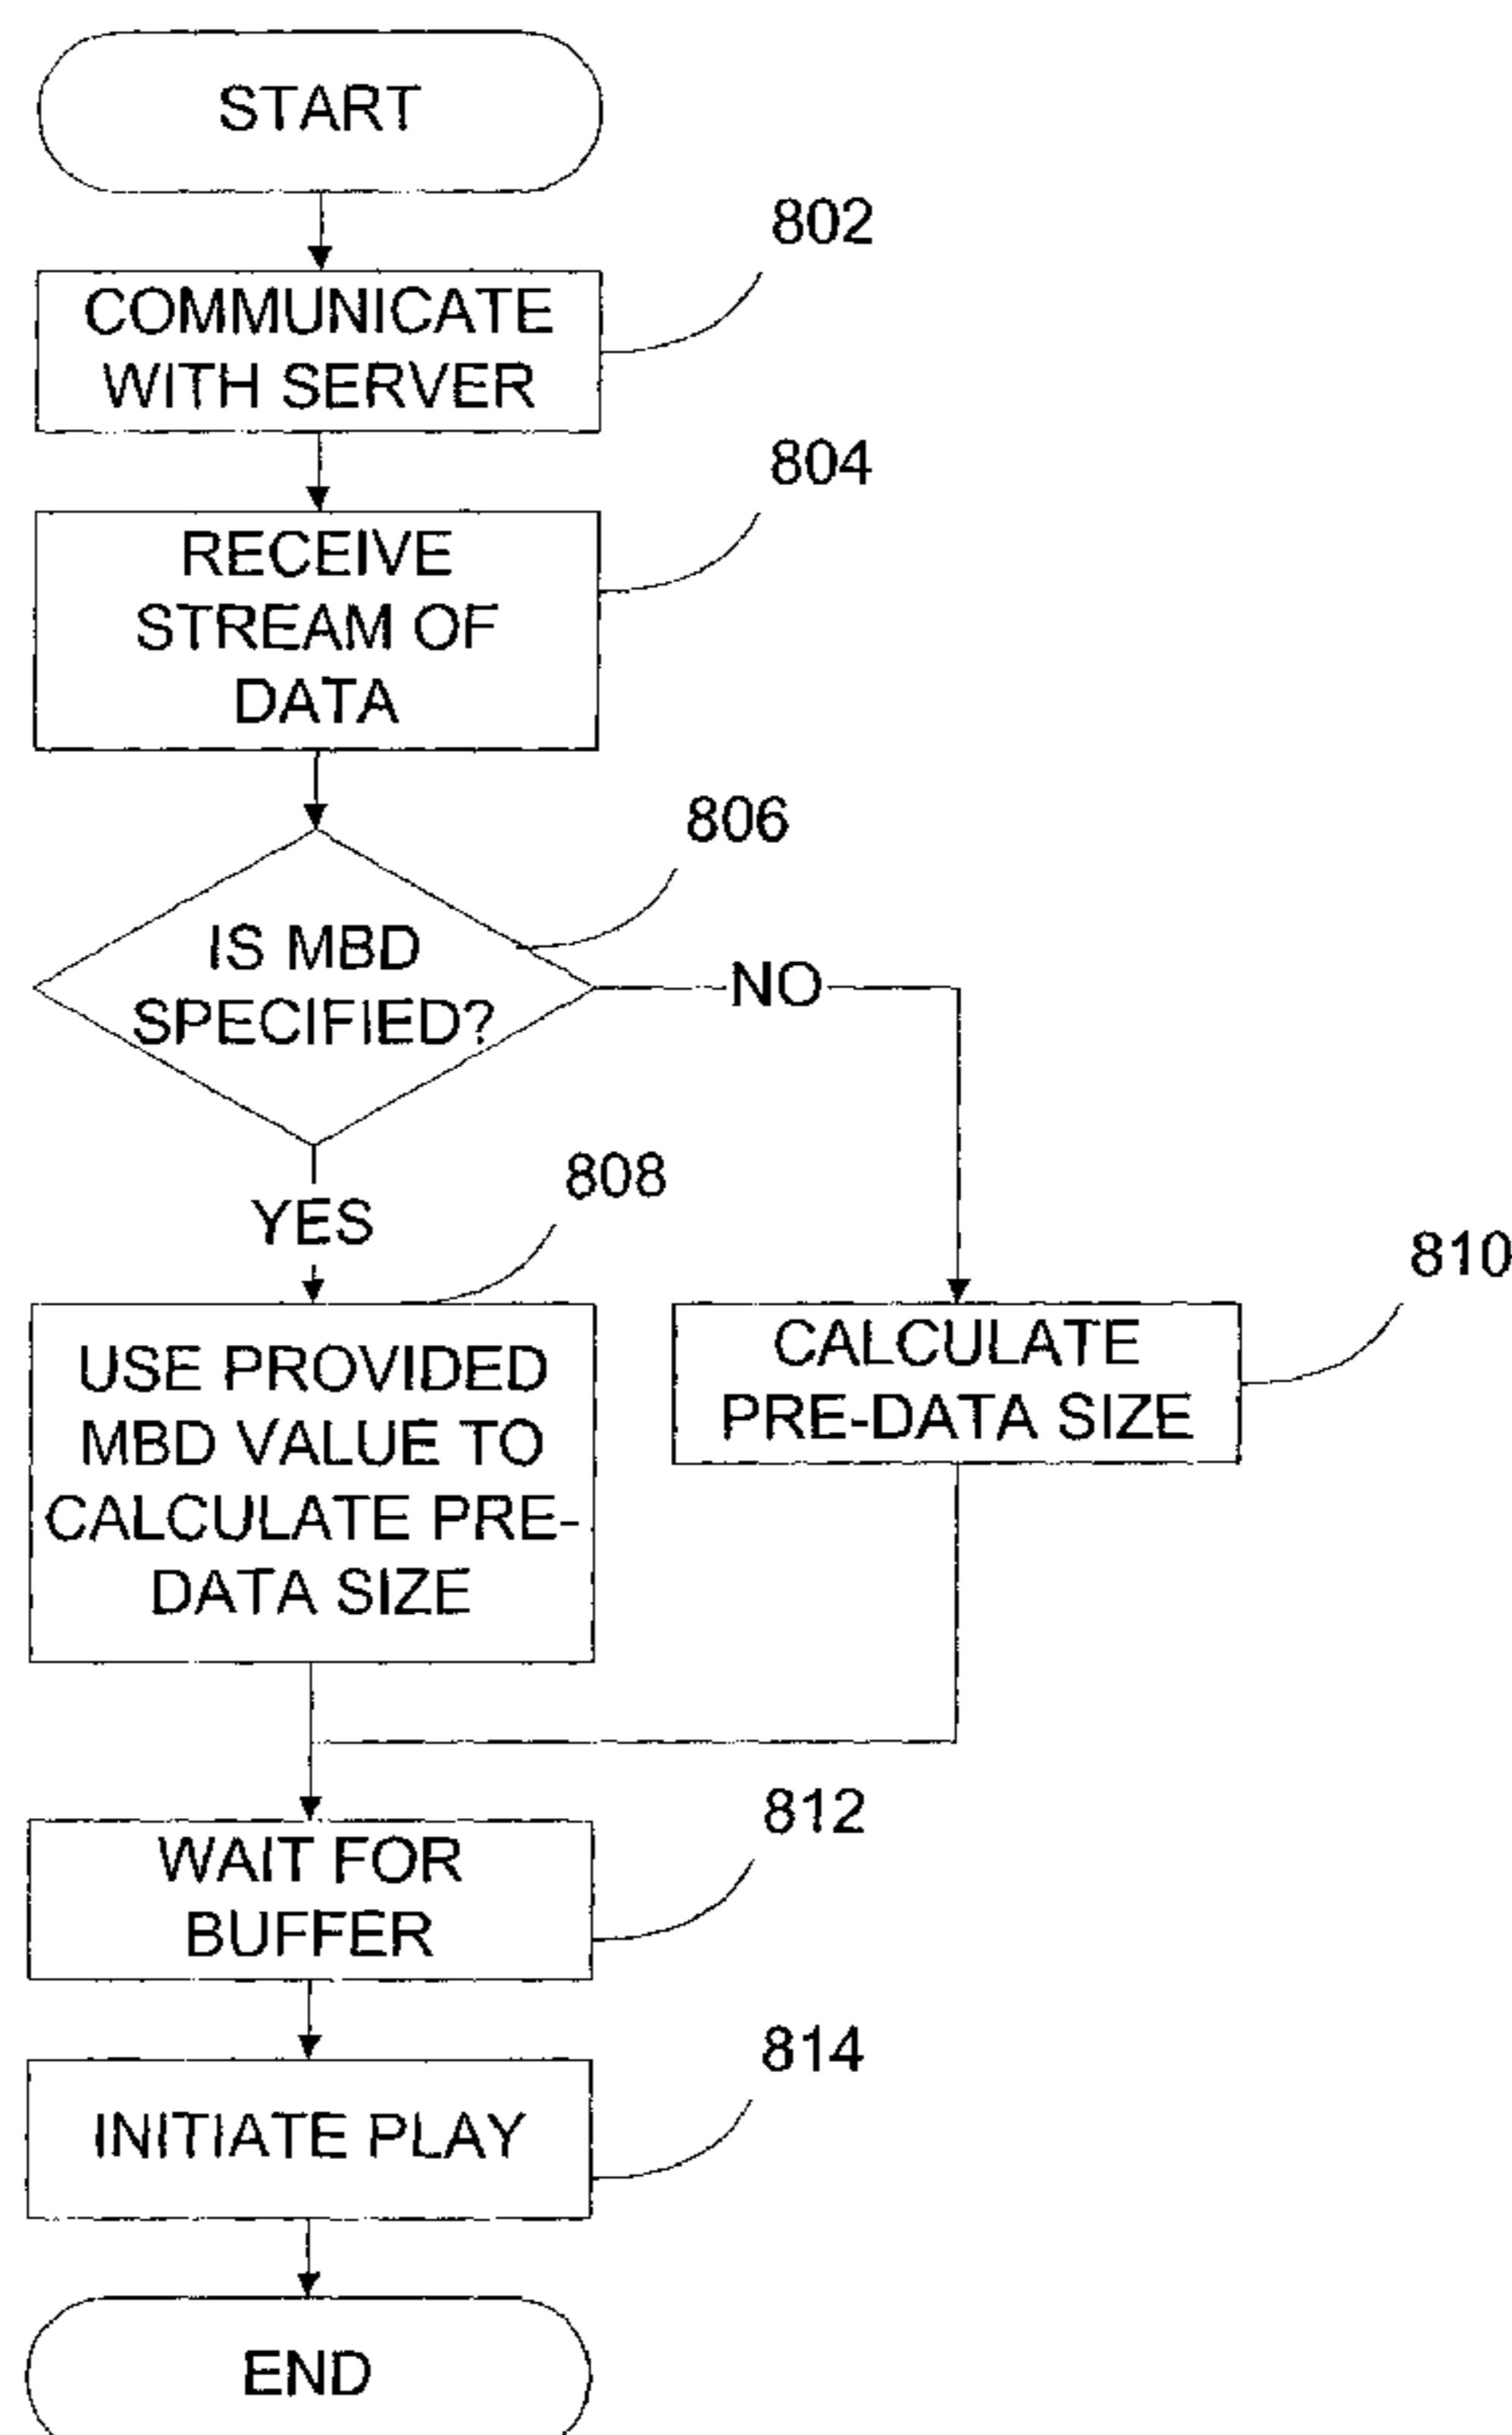 START
802
COMMUNICATE
WITH SERVER
804
RECEIVE
STREAM OF
DATA
806
IS MBD
SPECIFIED?
NO
YES
808
810
USE PROVIDED
MBD VALUE TO
CALCULATE PRE-
DATA SIZE
CALCULATE
PRE-DATA SIZE
812
WAIT FOR
BUFFER
814
INITIATE PLAY
END